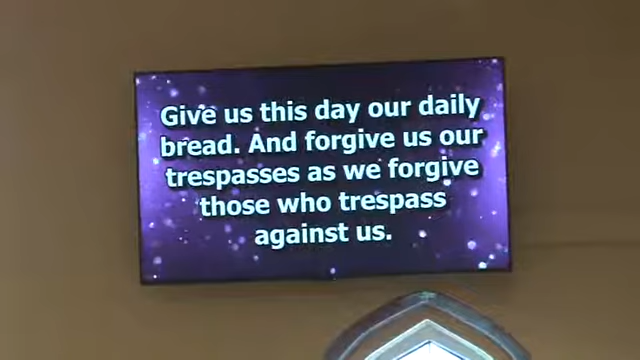 Give us this day our daily
bread. And forgive us our
trespasses as we forgive
those who trespass
against us.